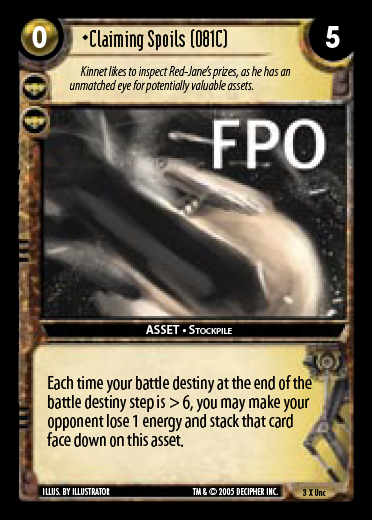 0
•Claiming Spoils (081C)
5
Kinnet likes to inspect Red-Jane's prizes, as he has an
unmatched eye for potentially valuable assets.
FPO
ASSET • STOCKPILE
Each time your battle destiny at the end of the
battle destiny step is > 6, you may make your
opponent lose 1 energy and stack that card
face down on this asset.
ILLUS. BY ILLUSTRATOR
TM & © 2005 DECIPHER INC.
3 X Unc